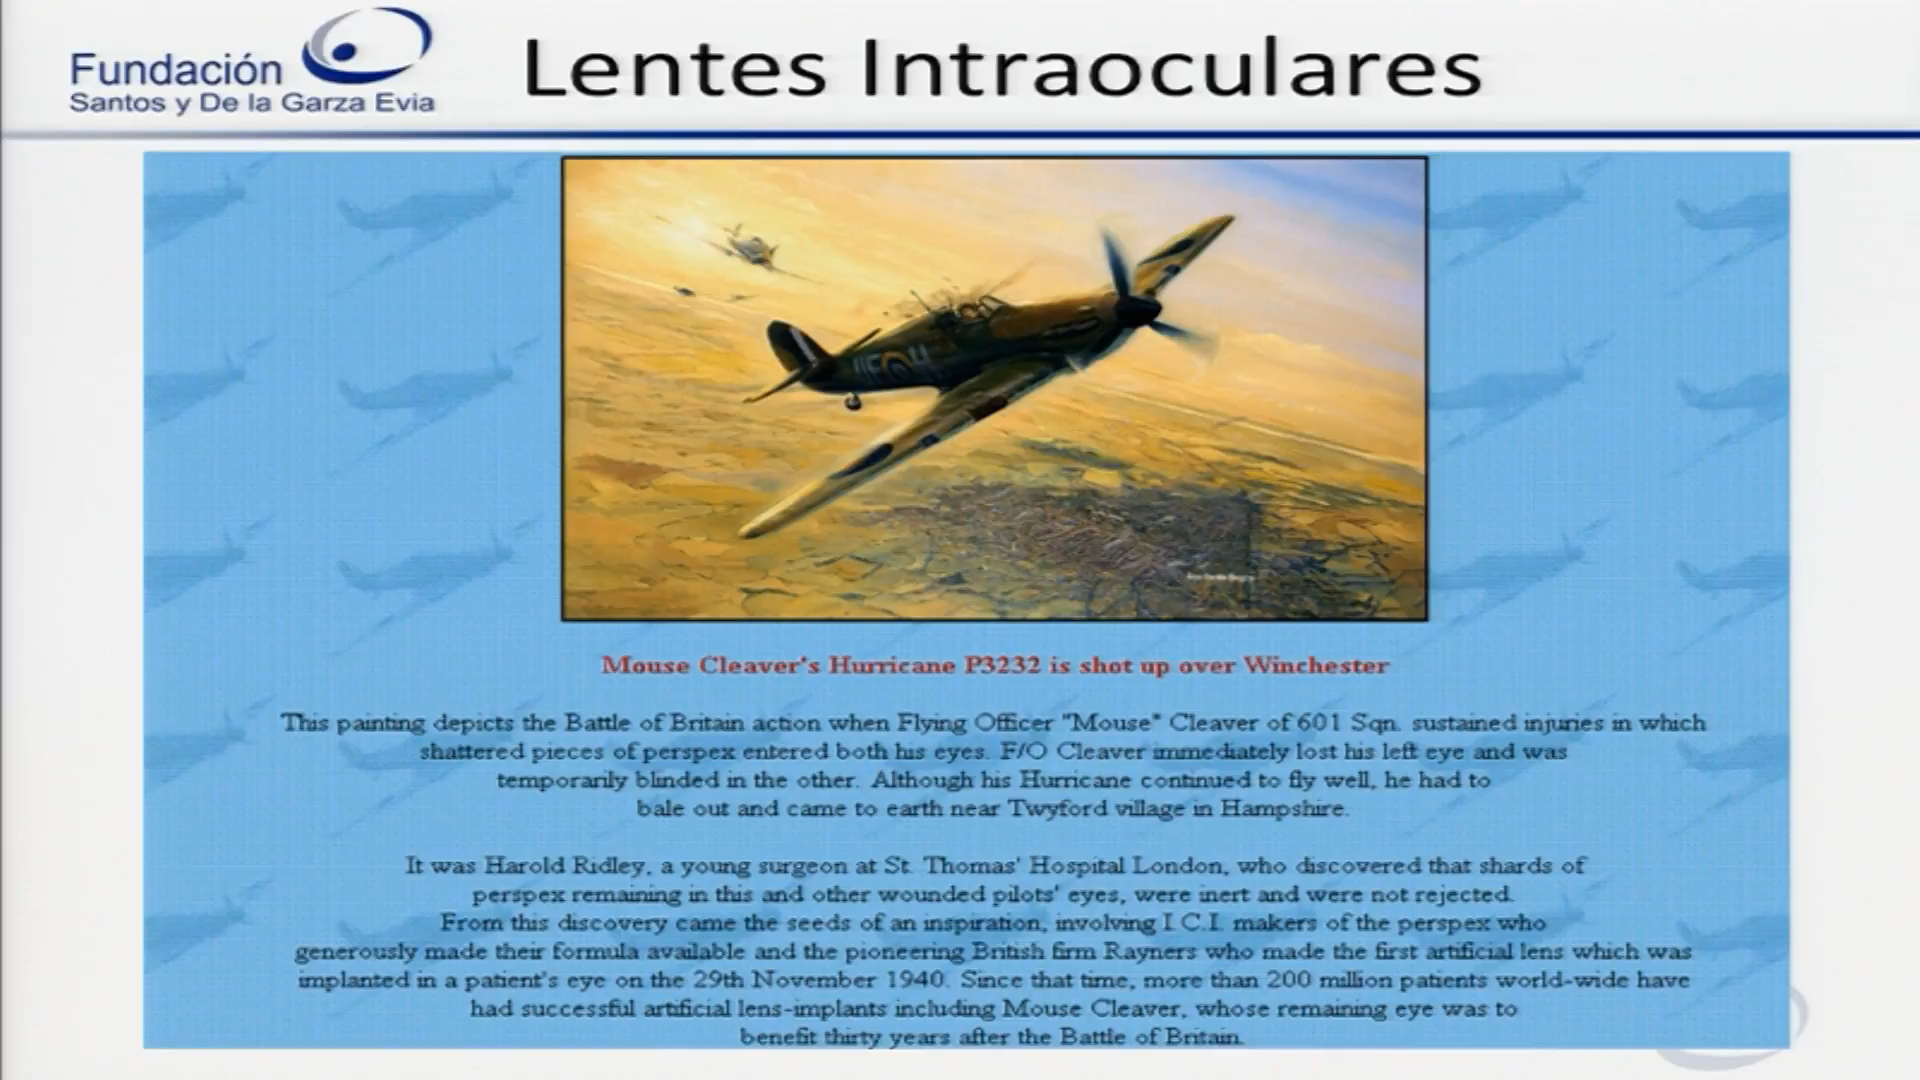 Fundación
Santos y De la Garza Evia
Lentes Intraoculares
Mouse Cleaver's Hurricane P3232 is shot up over Winchester
This painting depicts the Battle of Britain action when Flying Officer "Mouse" Cleaver of 601 Sqn. sustained injuries in which
shattered pieces of perspex entered both his eyes. F/O Cleaver immediately lost his left eye and was
temporarily blinded in the other. Although his Hurricane continued to fly well, he had to
bale out and came to earth near Twyford village in Hampshire.
It was Harold Ridley, a young surgeon at St. Thomas' Hospital London, who discovered that shards of
perspex remaining in this and other wounded pilots' eyes, were inert and were not rejected.
From this discovery came the seeds of an inspiration, involving I.C.I. makers of the perspex who
generously made their formula available and the pioneering British firm Rayners who made the first artificial lens which was
implanted in a patient's eye on the 29th November 1940. Since that time, more than 200 million patients world-wide have
had successful artificial lens-implants including Mouse Cleaver, whose remaining eye was to
benefit thirty years after the Battle of Britain.